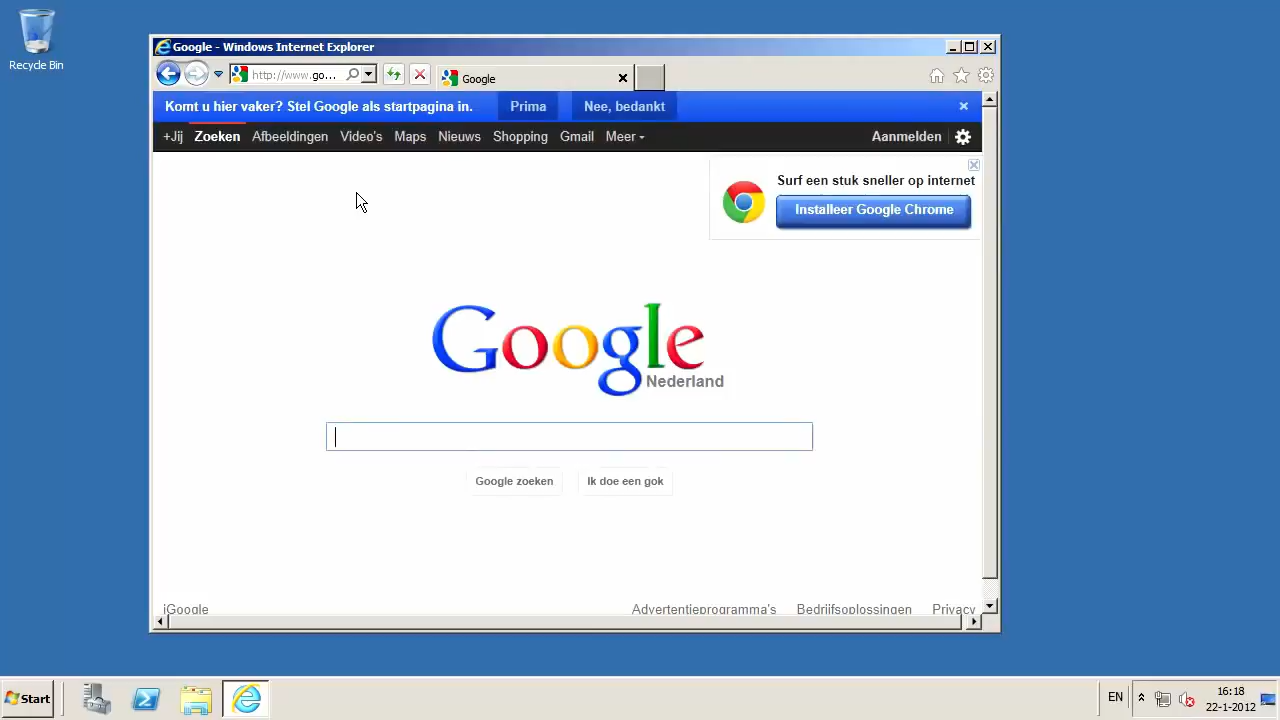 Recycle Bin
Google - Windows Internet Explorer
http://www.go...
Google
Komt u hier vaker? Stel Google als startpagina in. Prima Nee, bedankt
+Jij Zoeken Afbeeldingen Video's Maps Nieuws Shopping Gmail Meer Aanmelden
Surf een stuk sneller op internet
Installeer Google Chrome
Google
Nederland
Google zoeken Ik doe een gok
iGoogle Advertentieprogramma's Bedrijfsoplossingen Privacy
Start EN 16:18
22-1-2012